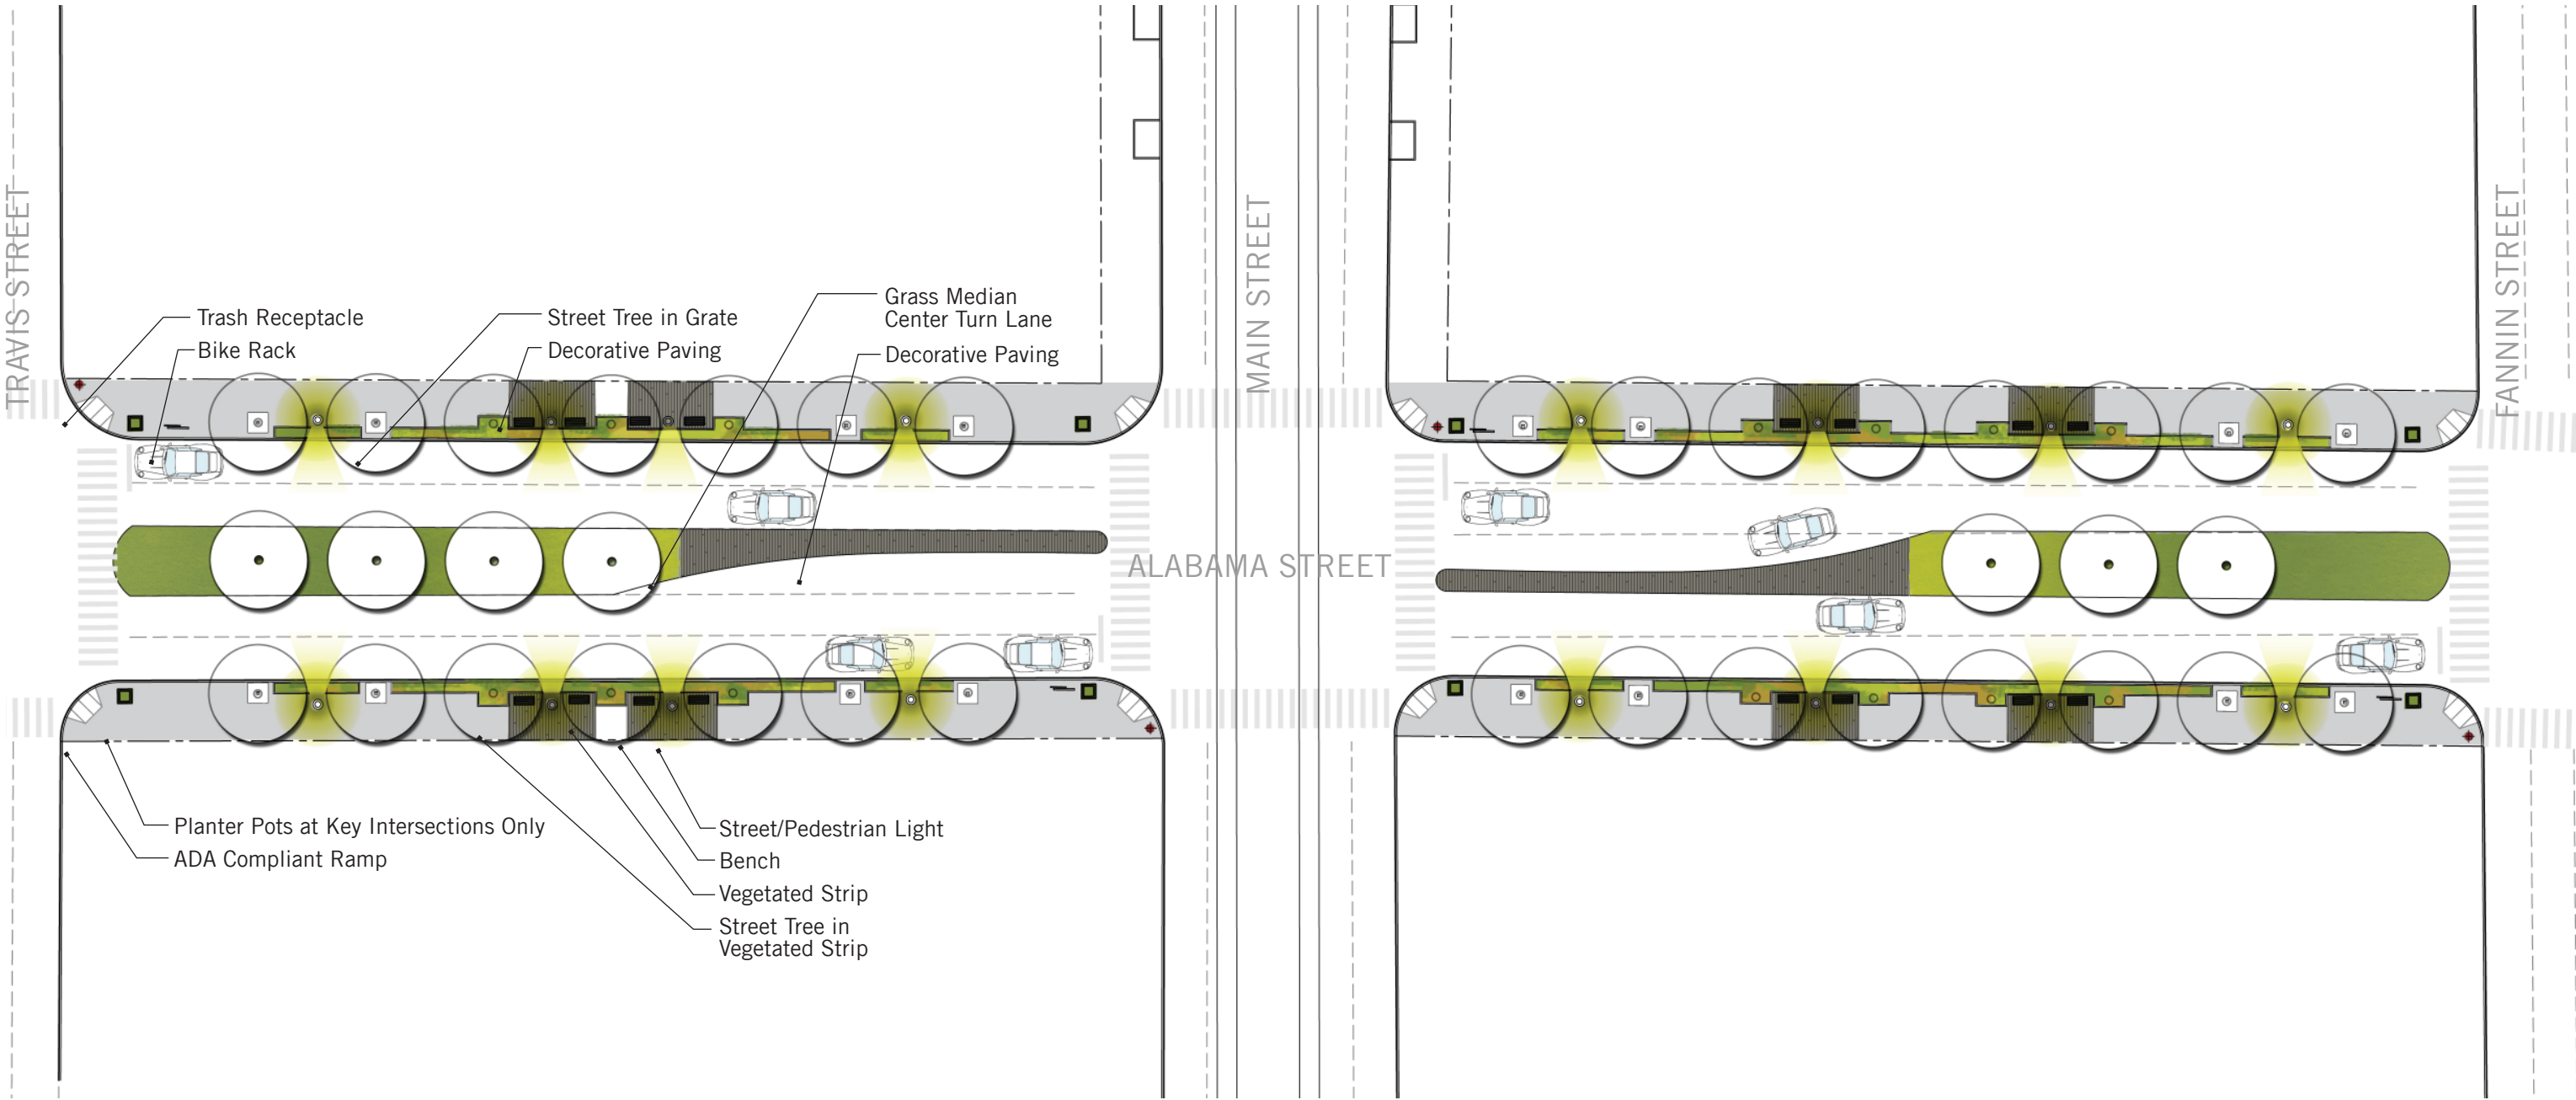 TRAVIS STREET
MAIN STREET
FANNIN STREET
Trash Receptacle
Bike Rack
Street Tree in Grate
Decorative Paving
Grass Median
Center Turn Lane
Decorative Paving
ALABAMA STREET
Planter Pots at Key Intersections Only
ADA Compliant Ramp
Street/Pedestrian Light
Bench
Vegetated Strip
Street Tree in
Vegetated Strip